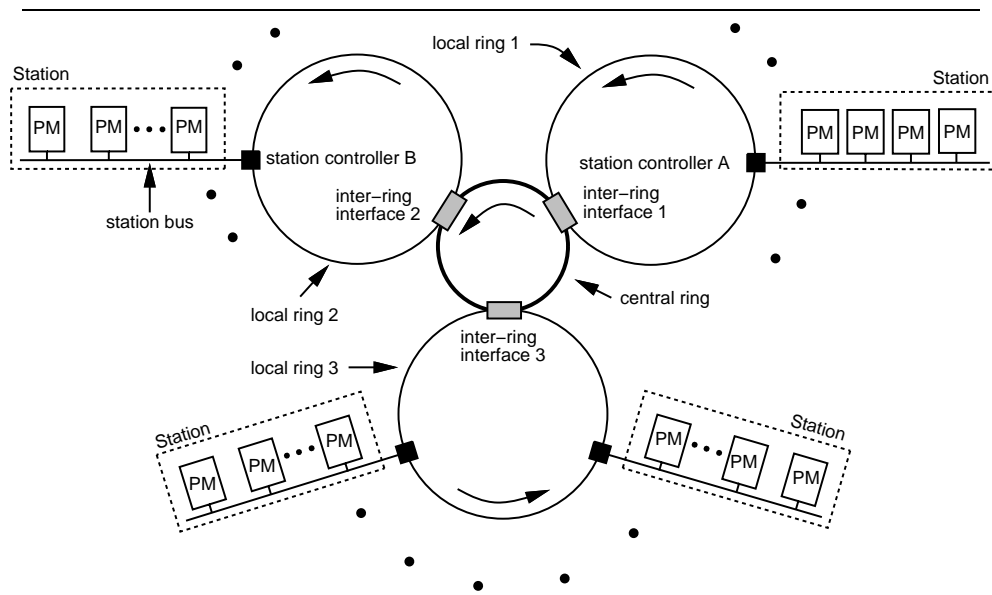 local ring 1
Station
Station
PM PM PM
PM PM PM PM
station controller B
station controller A
inter-ring
interface 2
inter-ring
interface 1
station bus
central ring
local ring 2
inter-ring
interface 3
local ring 3
Station
PM PM PM
Station
PM PM PM